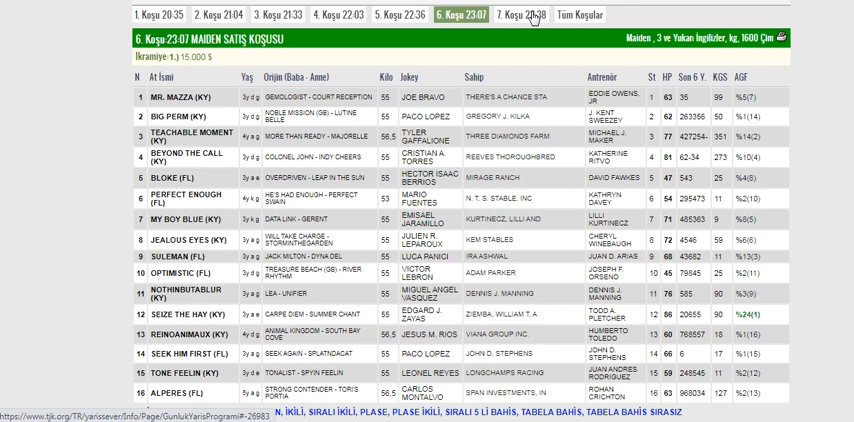 1. Koşu 20:35 2. Koşu 21:04 3. Koşu 21:33 4. Koşu 22:03 5. Koşu 22:36 6. Koşu 23:07 7. Koşu 23:38 Tüm Koşular
6. Koşu:23:07 MAIDEN SATIŞ KOŞUSU Maiden , 3 ve Yukarı İngilizler, kg, 1600 Çim
İkramiye:1.) 15.000 $
N At İsmi Yaş Orijin (Baba - Anne) Kilo Jokey Sahip Antrenör St HP Son 6 Y. KGS AGF
1 MR. MAZZA (KY) 3y d g GEMOLOGIST - COURT RECEPTION 55 JOE BRAVO THERE'S A CHANCE STA EDDIE OWENS, JR 1 63 35 99 %5(7)
2 BIG PERM (KY) 3y d g NOBLE MISSION (GB) - LUTINE BELLE 55 PACO LOPEZ GREGORY J. KILKA J. KENT SWEEZEY 2 62 263356 50 %1(14)
3 TEACHABLE MOMENT (KY) 4y a g MORE THAN READY - MAJORELLE 56,5 TYLER GAFFALIONE THREE DIAMONDS FARM MICHAEL J. MAKER 3 77 427254- 351 %14(2)
4 BEYOND THE CALL (KY) 3y d g COLONEL JOHN - INDY CHEERS 55 CRISTIAN A. TORRES REEVES THOROUGHBRED KATHERINE RITVO 4 81 62-34 273 %10(4)
5 BLOKE (FL) 3y a e OVERDRIVEN - LEAP IN THE SUN 55 HECTOR ISAAC BERRIOS MIRAGE RANCH DAVID FAWKES 5 47 543 25 %4(8)
6 PERFECT ENOUGH (FL) 4y k g HE'S HAD ENOUGH - PERFECT SWAIN 53 MARIO FUENTES N. T. S. STABLE, INC KATHRYN DAVEY 6 54 295473 11 %2(10)
7 MY BOY BLUE (KY) 3y k g DATA LINK - GERENT 55 EMISAEL JARAMILLO KURTINECZ, LILLI AND LILLI KURTINECZ 7 71 485363 9 %8(5)
8 JEALOUS EYES (KY) 3y a g WILL TAKE CHARGE - STORMINTHEGARDEN 55 JULIEN R. LEPAROUX KEM STABLES CHERYL WINEBAUGH 8 72 4546 59 %6(6)
9 SULEMAN (FL) 3y a g JACK MILTON - DYNA DEL 55 LUCA PANICI IRA ASHWAL JUAN D. ARIAS 9 68 43682 11 %13(3)
10 OPTIMISTIC (FL) 3y d g TREASURE BEACH (GB) - RIVER RHYTHM 55 VICTOR LEBRON ADAM PARKER JOSEPH F. ORSENO 10 45 79845 25 %2(11)
11 NOTHINBUTABLUR (KY) 3y a g LEA - UNIFIER 55 MIGUEL ANGEL VASQUEZ DENNIS J. MANNING DENNIS J. MANNING 11 76 585 90 %3(9)
12 SEIZE THE HAY (KY) 3y a e CARPE DIEM - SUMMER CHANT 55 EDGARD J. ZAYAS ZIEMBA, WILLIAM T. A TODD A. PLETCHER 12 86 20655 90 %24(1)
13 REINOANIMAUX (KY) 4y d g ANIMAL KINGDOM - SOUTH BAY COVE 56,5 JESUS M. RIOS VIANA GROUP INC. HUMBERTO TOLEDO 13 60 768557 18 %1(16)
14 SEEK HIM FIRST (FL) 3y a g SEEK AGAIN - SPLATNDACAT 55 PACO LOPEZ JOHN D. STEPHENS JOHN D. STEPHENS 14 66 6 17 %1(15)
15 TONE FEELIN (KY) 3y d e TONALIST - SPYIN FEELIN 55 LEONEL REYES LONGCHAMPS RACING JUAN ANDRES RODRIGUEZ 15 59 248545 11 %2(12)
16 ALPERES (FL) 5y a g STRONG CONTENDER - TORI'S PORTA 56,5 CARLOS MONTALVO SPAN INVESTMENTS, IN ROHAN CRICHTON 16 63 968034 127 %2(13)
https://www.tjk.org/TR/yarissever/Info/Page/GunlukYarisProgrami#-26983 N, İKİLİ, SIRALI İKİLİ, PLASE, PLASE İKİLİ, SIRALI 5 Lİ BAHİS, TABELA BAHİS, TABELA BAHİS SIRASIZ